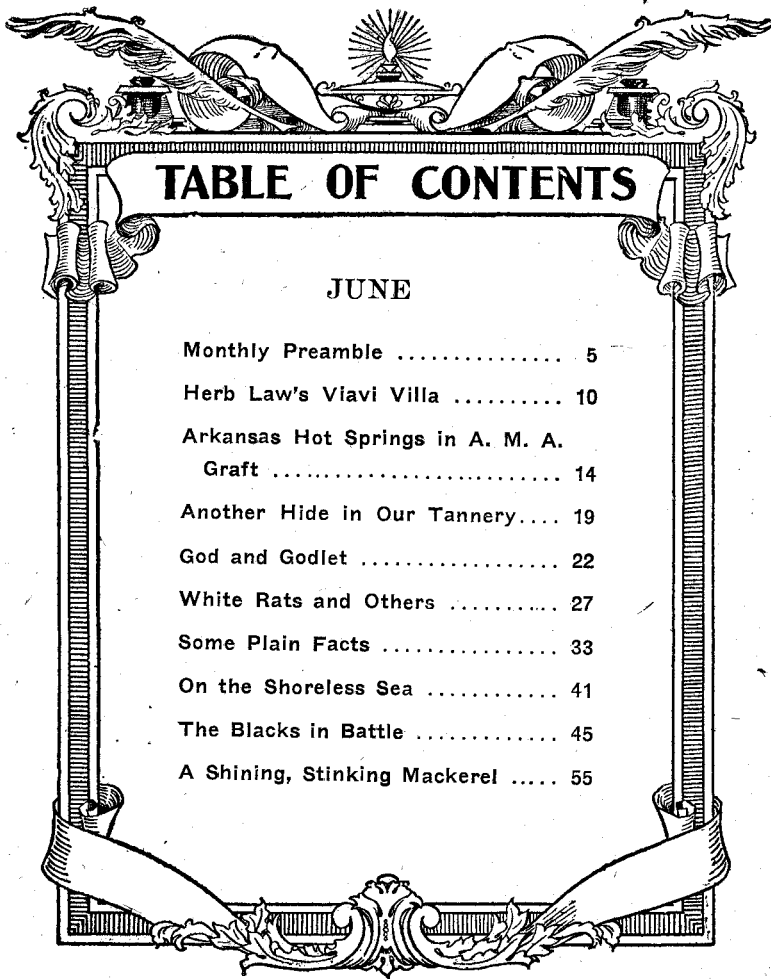 TABLE OF CONTENTS
JUNE
Monthly Preamble ............... 5
Herb Law's Viavi Villa .......... 10
Arkansas Hot Springs in A. M. A.
Graft .......................... 14
Another Hide in Our Tannery.... 19
God and Godlet .................. 22
White Rats and Others .......... 27
Some Plain Facts ................ 33
On the Shoreless Sea ............ 41
The Blacks in Battle ............. 45
A Shining, Stinking Mackerel ..... 55